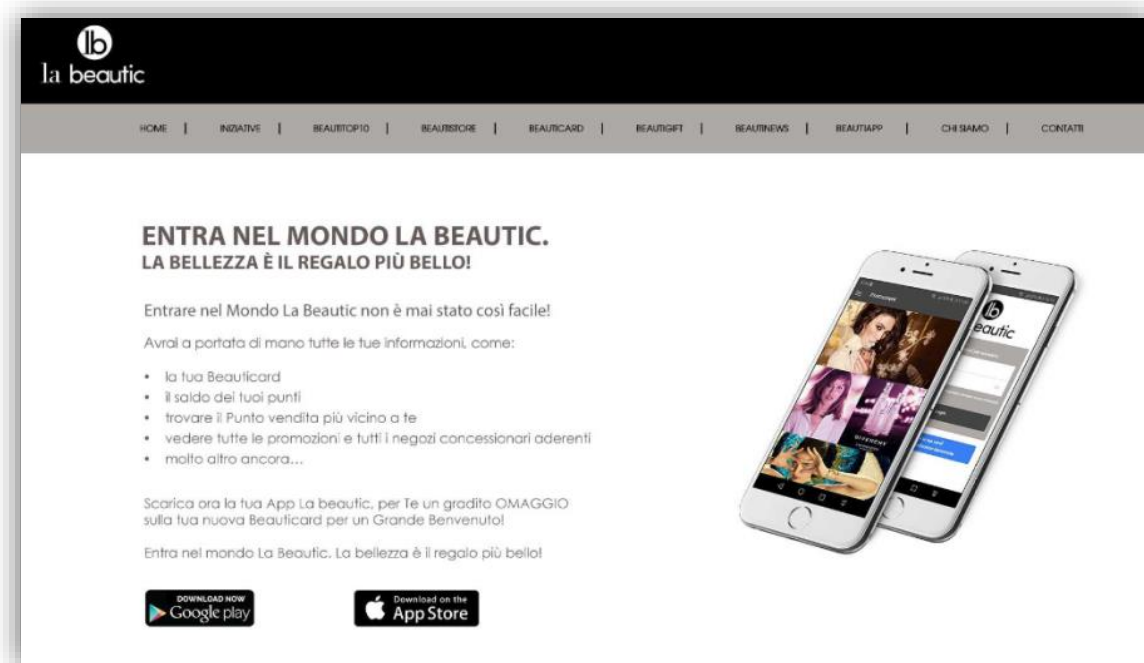 lb
la beautic
HOME | INIZIATIVE | BEAUTITOP10 | BEAUTISTORE | BEAUTICARD | BEAUTIGIFT | BEAUTINEWS | BEAUTIAPP | CHI SIAMO | CONTATTI
ENTRA NEL MONDO LA BEAUTIC.
LA BELLEZZA È IL REGALO PIÙ BELLO!
Entrare nel Mondo La Beautic non è mai stato così facile!
Avrai a portata di mano tutte le tue informazioni, come:
• la tua Beauticard
• il saldo dei tuoi punti
• trovare il Punto vendita più vicino a te
• vedere tutte le promozioni e tutti i negozi concessionari aderenti
• molto altro ancora...
Scarica ora la tua App La beautic, per Te un gradito OMAGGIO
sulla tua nuova Beauticard per un Grande Benvenuto!
Entra nel mondo La Beautic. La bellezza è il regalo più bello!
DOWNLOAD NOW
Google play
Download on the
App Store
lb
beautic
GIVENCHY